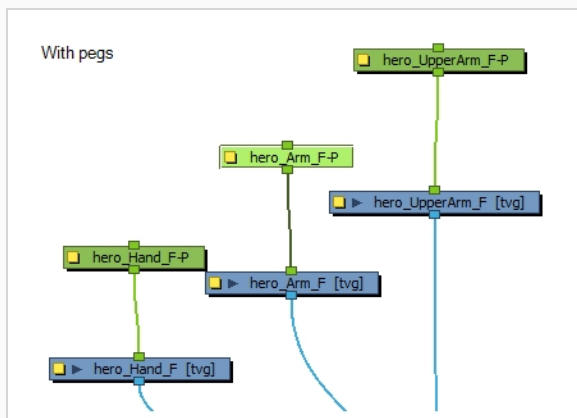 With pegs
hero_UpperArm_F-P
hero_Arm_F-P
hero_UpperArm_F [tvg]
hero_Hand_F-P
hero_Arm_F [tvg]
hero_Hand_F [tvg]